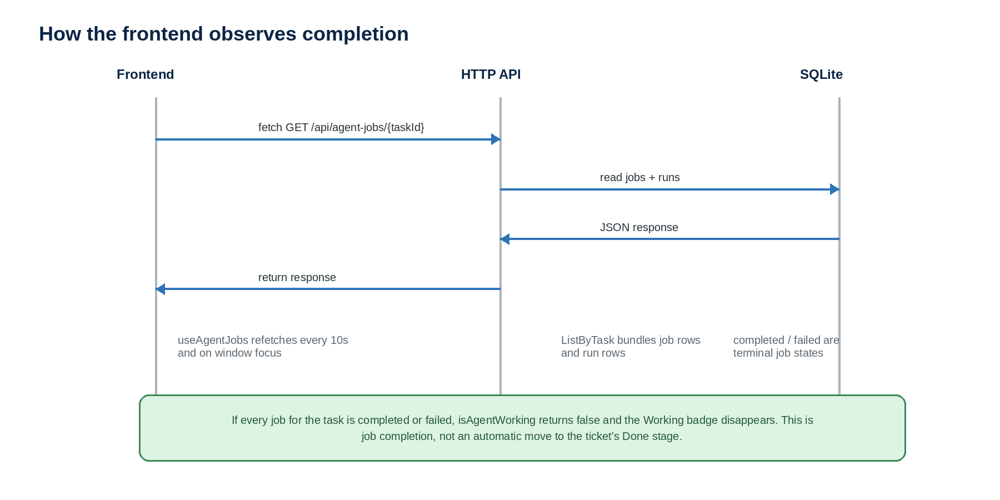 How the frontend observes completion
Frontend
HTTP API
SQLite
fetch GET /api/agent-jobs/{taskId}
read jobs + runs
JSON response
return response
useAgentJobs refetches every 10s
and on window focus
ListByTask bundles job rows
and run rows
completed / failed are
terminal job states
If every job for the task is completed or failed, isAgentWorking returns false and the Working badge disappears. This is
job completion, not an automatic move to the ticket's Done stage.